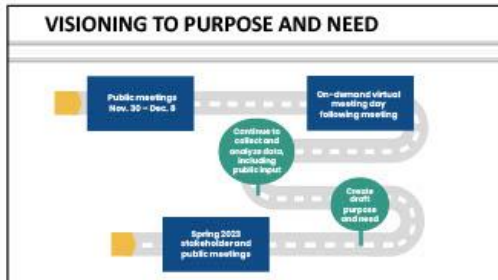 VISIONING TO PURPOSE AND NEED
Public meetings
Nov. 30 – Dec. 8
On-demand virtual
meeting day
following meeting
Continue to
collect and
analyze data,
including
public input
Create
draft
purpose
and need
Spring 2023
stakeholder and
public meetings